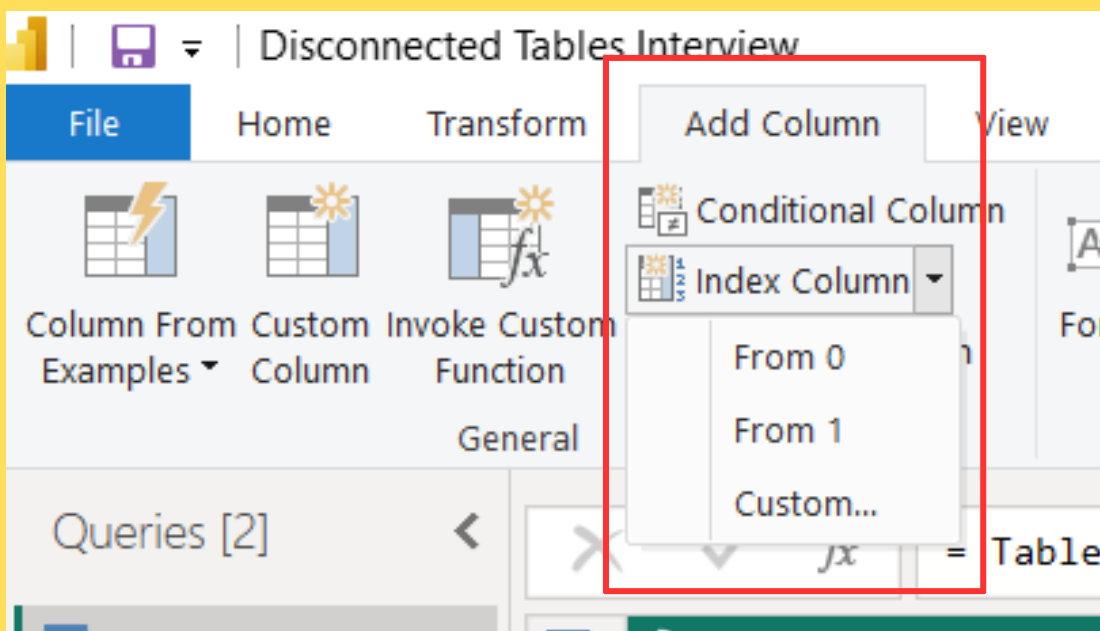 Disconnected Tables Interview
File Home Transform Add Column View
Conditional Column
Index Column
Column From Examples
Custom Column
Invoke Custom Function
From 0
From 1
Custom...
General
Queries [2]
fx
= Table